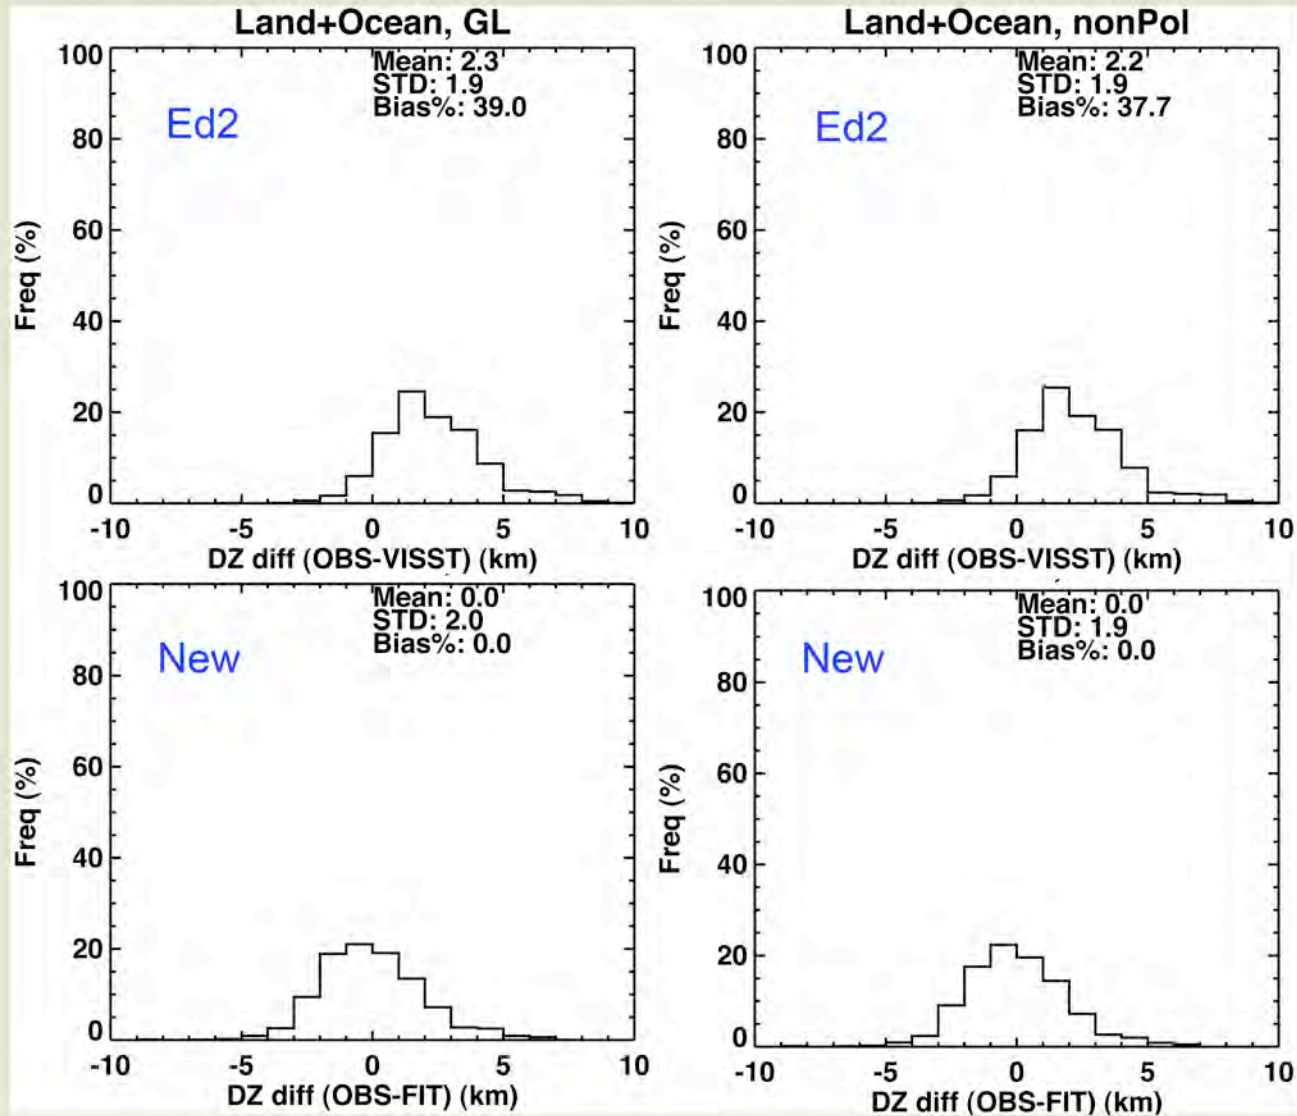 Land+Ocean, GL
Mean: 2.3
STD: 1.9
Bias%: 39.0
Ed2
100
80
60
40
20
0
Freq (%)
-10 -5 0 5 10
DZ diff (OBS-VISST) (km)
Land+Ocean, nonPol
Mean: 2.2
STD: 1.9
Bias%: 37.7
Ed2
100
80
60
40
20
0
Freq (%)
-10 -5 0 5 10
DZ diff (OBS-VISST) (km)
Mean: 0.0
STD: 2.0
Bias%: 0.0
New
100
80
60
40
20
0
Freq (%)
-10 -5 0 5 10
DZ diff (OBS-FIT) (km)
Mean: 0.0
STD: 1.9
Bias%: 0.0
New
100
80
60
40
20
0
Freq (%)
-10 -5 0 5 10
DZ diff (OBS-FIT) (km)